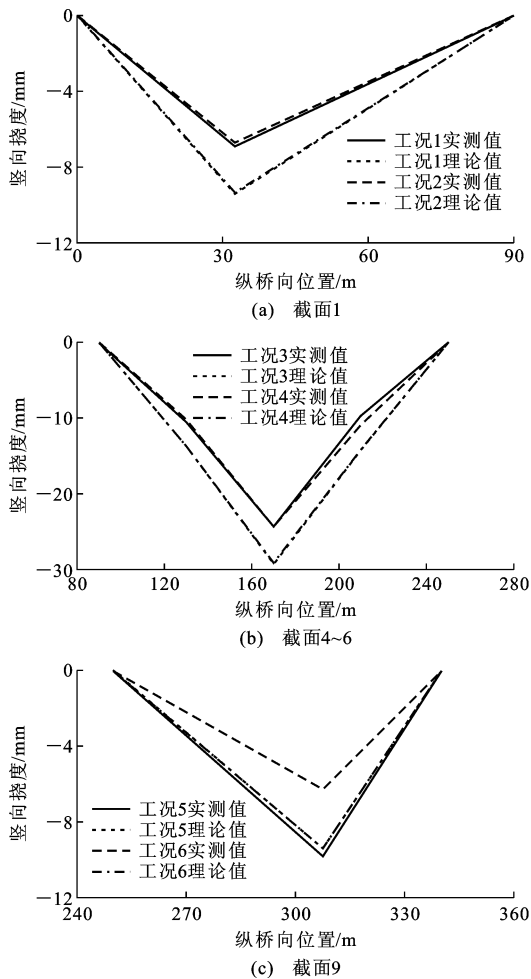 0
-4
-8
-12
竖向挠度/mm
工况1实测值
工况1理论值
工况2实测值
工况2理论值
0 30 60 90
纵桥向位置/m
(a) 截面1
0
-10
-20
-30
竖向挠度/mm
工况3实测值
工况3理论值
工况4实测值
工况4理论值
80 120 160 200 240 280
纵桥向位置/m
(b) 截面4~6
0
-4
-8
-12
竖向挠度/mm
工况5实测值
工况5理论值
工况6实测值
工况6理论值
240 270 300 330 360
纵桥向位置/m
(c) 截面9